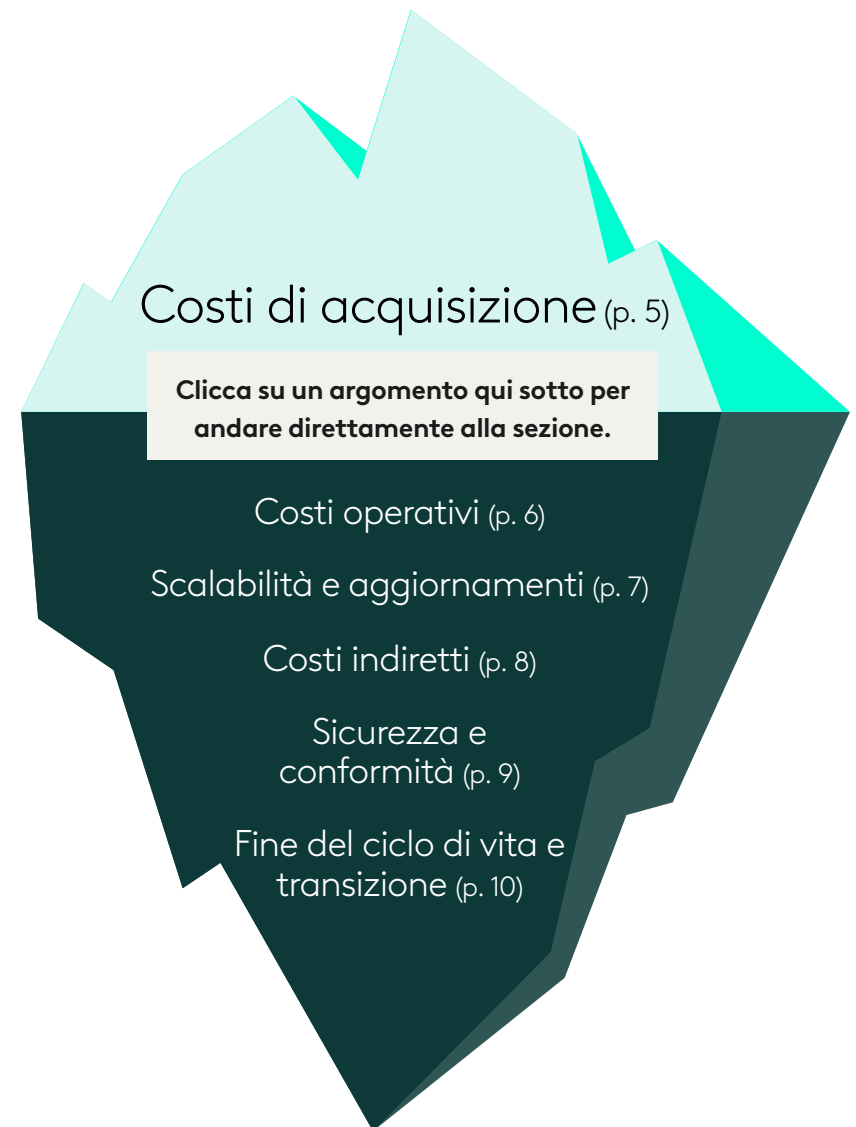 Costi di acquisizione (p. 5)
Clicca su un argomento qui sotto per
andare direttamente alla sezione.
Costi operativi (p. 6)
Scalabilità e aggiornamenti (p. 7)
Costi indiretti (p. 8)
Sicurezza e
conformità (p. 9)
Fine del ciclo di vita e
transizione (p. 10)